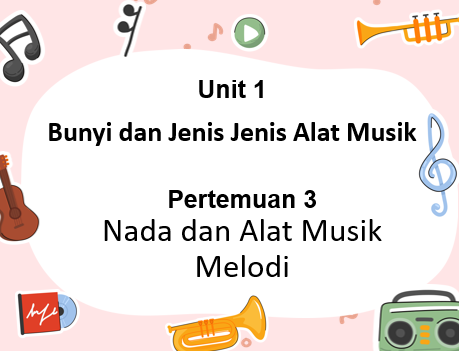 Unit 1
Bunyi dan Jenis Jenis Alat Musik
Pertemuan 3
Nada dan Alat Musik
Melodi